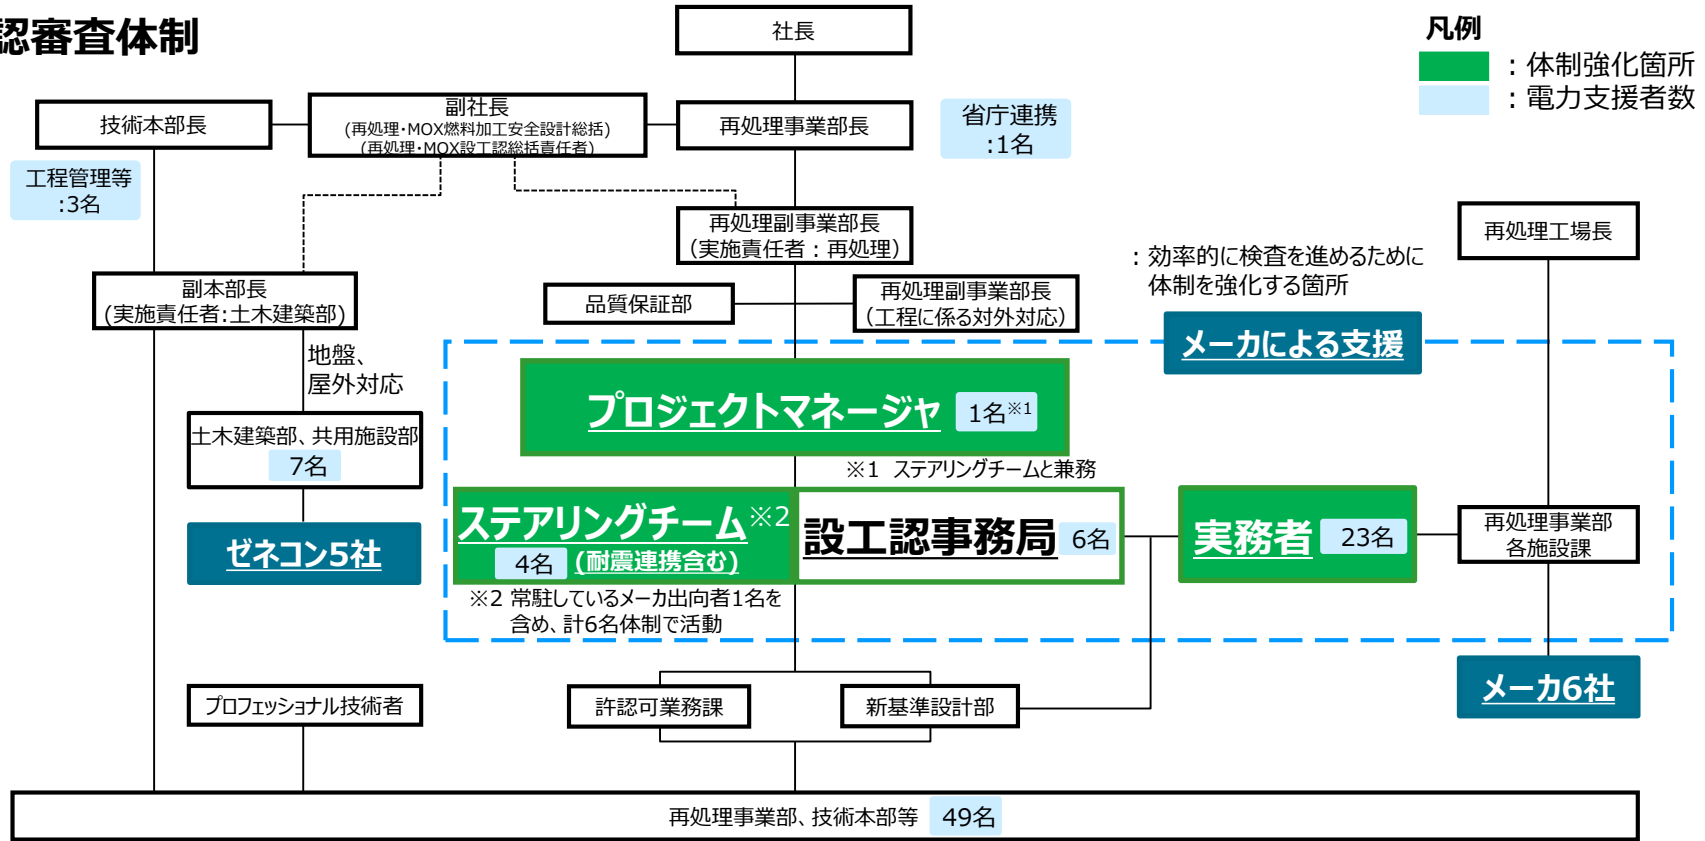 認審査体制
社長
凡例
：体制強化箇所
：電力支援者数
技術本部長
副社長
(再処理・MOX燃料加工安全設計総括)
(再処理・MOX設工認総括責任者)
再処理事業部長
省庁連携
:1名
工程管理等
:3名
再処理副事業部長
(実施責任者：再処理)
再処理工場長
：効率的に検査を進めるために
体制を強化する箇所
副本部長
(実施責任者:土木建築部)
品質保証部
再処理副事業部長
(工程に係る対外対応)
メーカによる支援
地盤、
屋外対応
プロジェクトマネージャ 1名※1
土木建築部、共用施設部
7名
※1 ステアリングチームと兼務
ステアリングチーム※2
4名 (耐震連携含む)
設工認事務局 6名
実務者 23名
再処理事業部
各施設課
ゼネコン5社
※2 常駐しているメーカ出向者1名を
含め、計6名体制で活動
プロフェッショナル技術者
許認可業務課
新基準設計部
メーカ6社
再処理事業部、技術本部等 49名